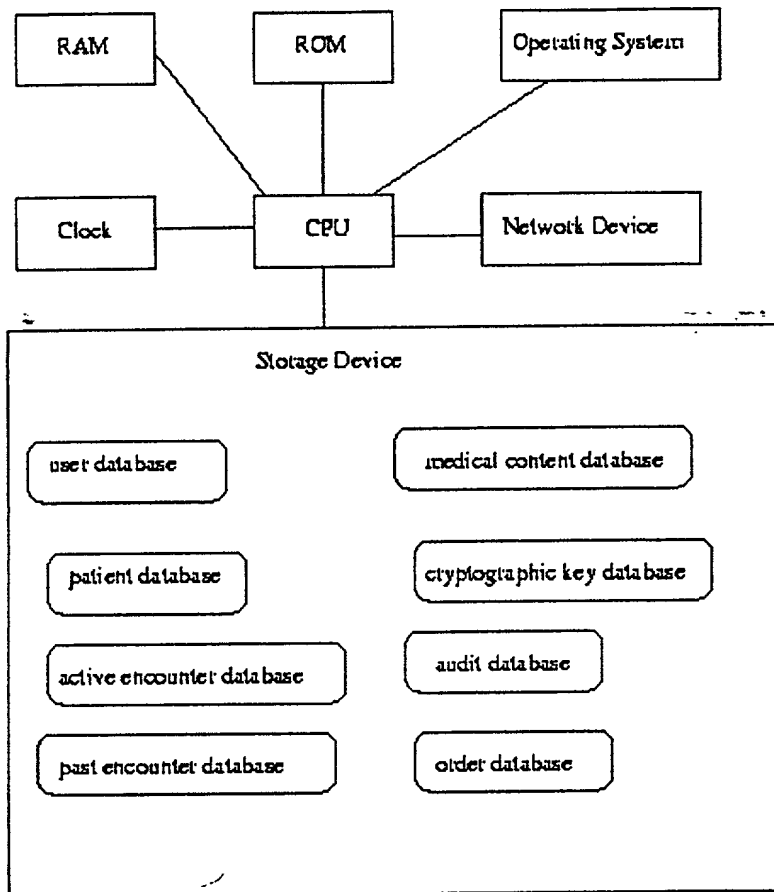 RAM
ROM
Operating System
Clock
CPU
Network Device
Storage Device
user database
medical content database
patient database
cryptographic key database
active encounter database
audit database
past encounter database
order database